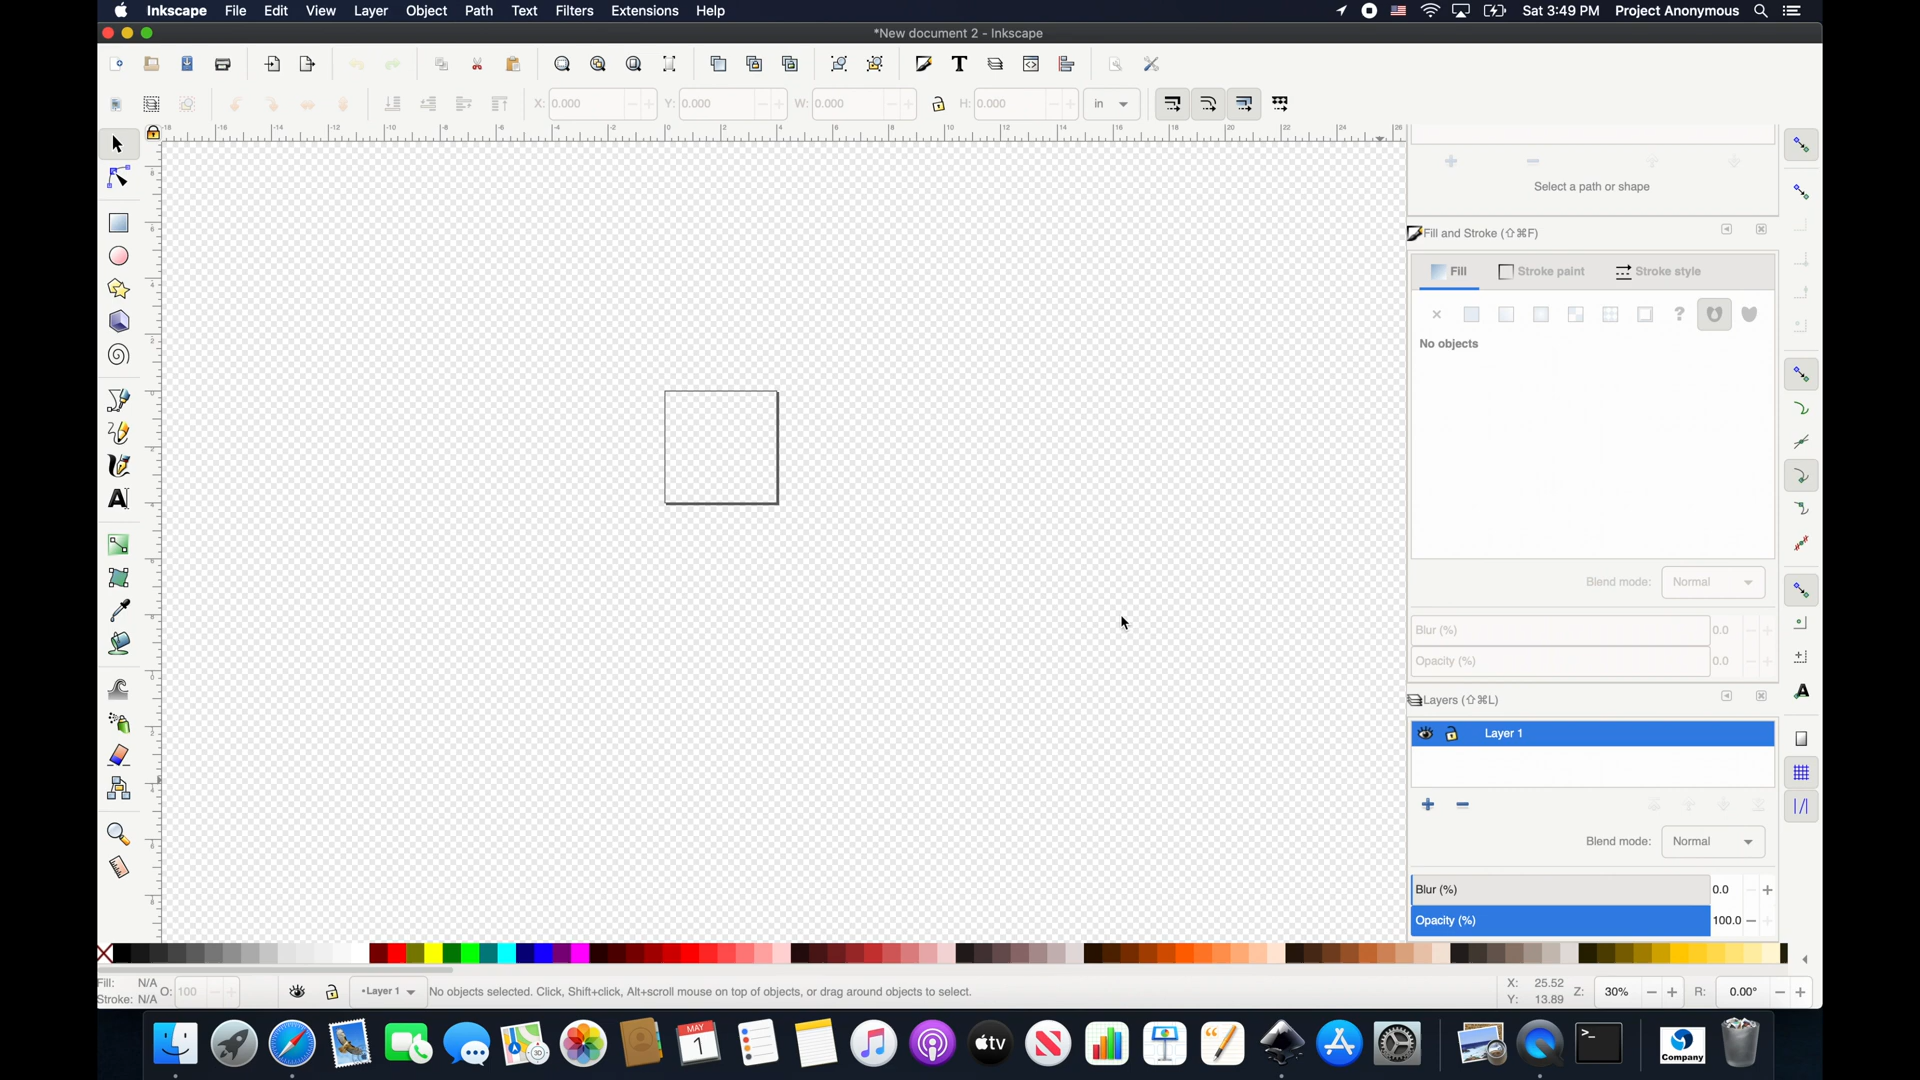 Inkscape File Edit View Layer Object Path Text Filters Extensions Help Sat 3:49 PM Project Anonymous
*New document 2 - Inkscape
X: 0.000 Y: 0.000 W: 0.000 H: 0.000 in
Select a path or shape
Fill and Stroke (⇧⌘F)
Fill Stroke paint Stroke style
?
No objects
Blend mode: Normal
Blur (%) 0.0
Opacity (%) 0.0
Layers (⇧⌘L)
Layer 1
Blend mode: Normal
Blur (%) 0.0
Opacity (%) 100.0
Fill: N/A
Stroke: N/A
O: 100
•Layer 1
No objects selected. Click, Shift+click, Alt+scroll mouse on top of objects, or drag around objects to select.
X: 25.52
Y: 13.89
Z: 30%
R: 0.00°
MAY
1
3D
tv
>_
Company